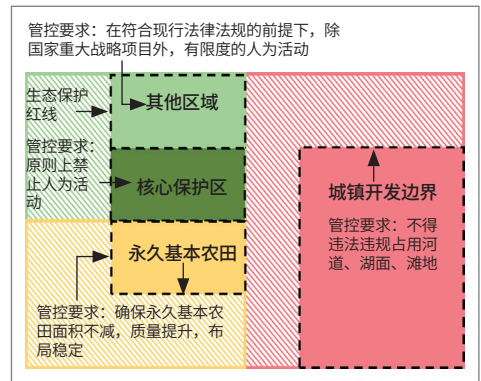 管控要求：在符合现行法律法规的前提下，除
国家重大战略项目外，有限度的人为活动
生态保护
红线
其他区域
管控要求：
原则上禁
止人为活
动
核心保护区
城镇开发边界
管控要求：不得
违法违规占用河
道、湖面、滩地
永久基本农田
管控要求：确保永久基本农
田面积不减，质量提升，布
局稳定